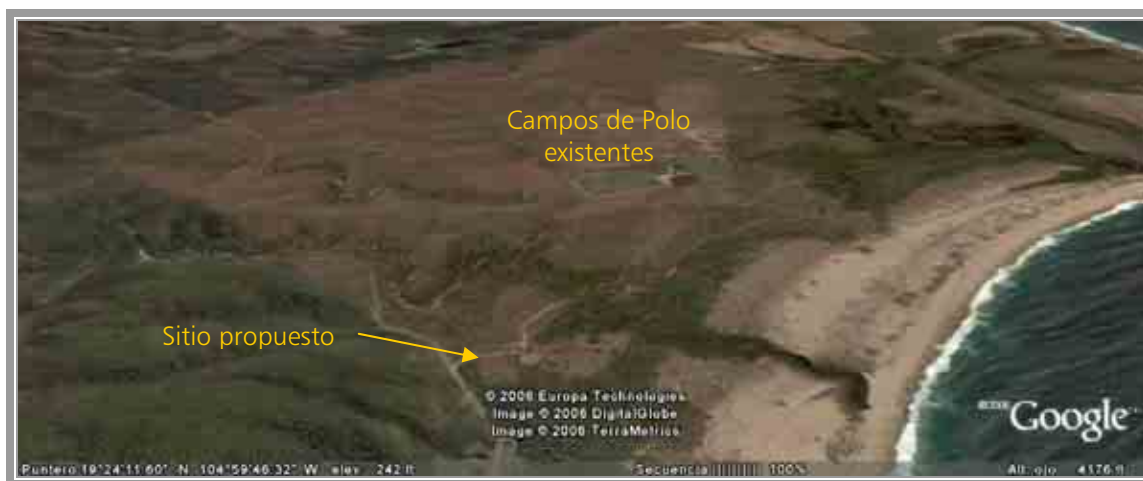 Campos de Polo
existentes
Sitio propuesto
© 2006 Europa Technologies
Image © 2006 DigitalGlobe
Image © 2006 TerraMetrics
Google
Puntero 19°24'11.60" N 104°59'46.32" W elev 242 ft
Secuencia |||||||||| 100%
Alt. ojo 4176 ft